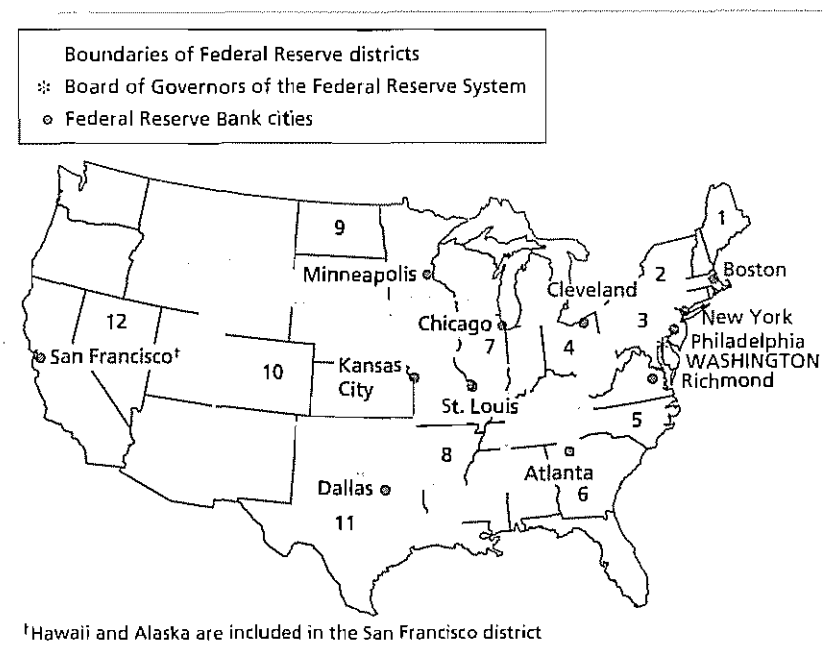 Boundaries of Federal Reserve districts
* Board of Governors of the Federal Reserve System
Federal Reserve Bank cities
1
9
2
Minneapolis
Boston
Cleveland
12
Chicago
3
New York
7
4
Philadelphia
San Francisco†
10
Kansas
City
WASHINGTON
Richmond
St. Louis
5
8
Atlanta
Dallas
6
11
†Hawaii and Alaska are included in the San Francisco district